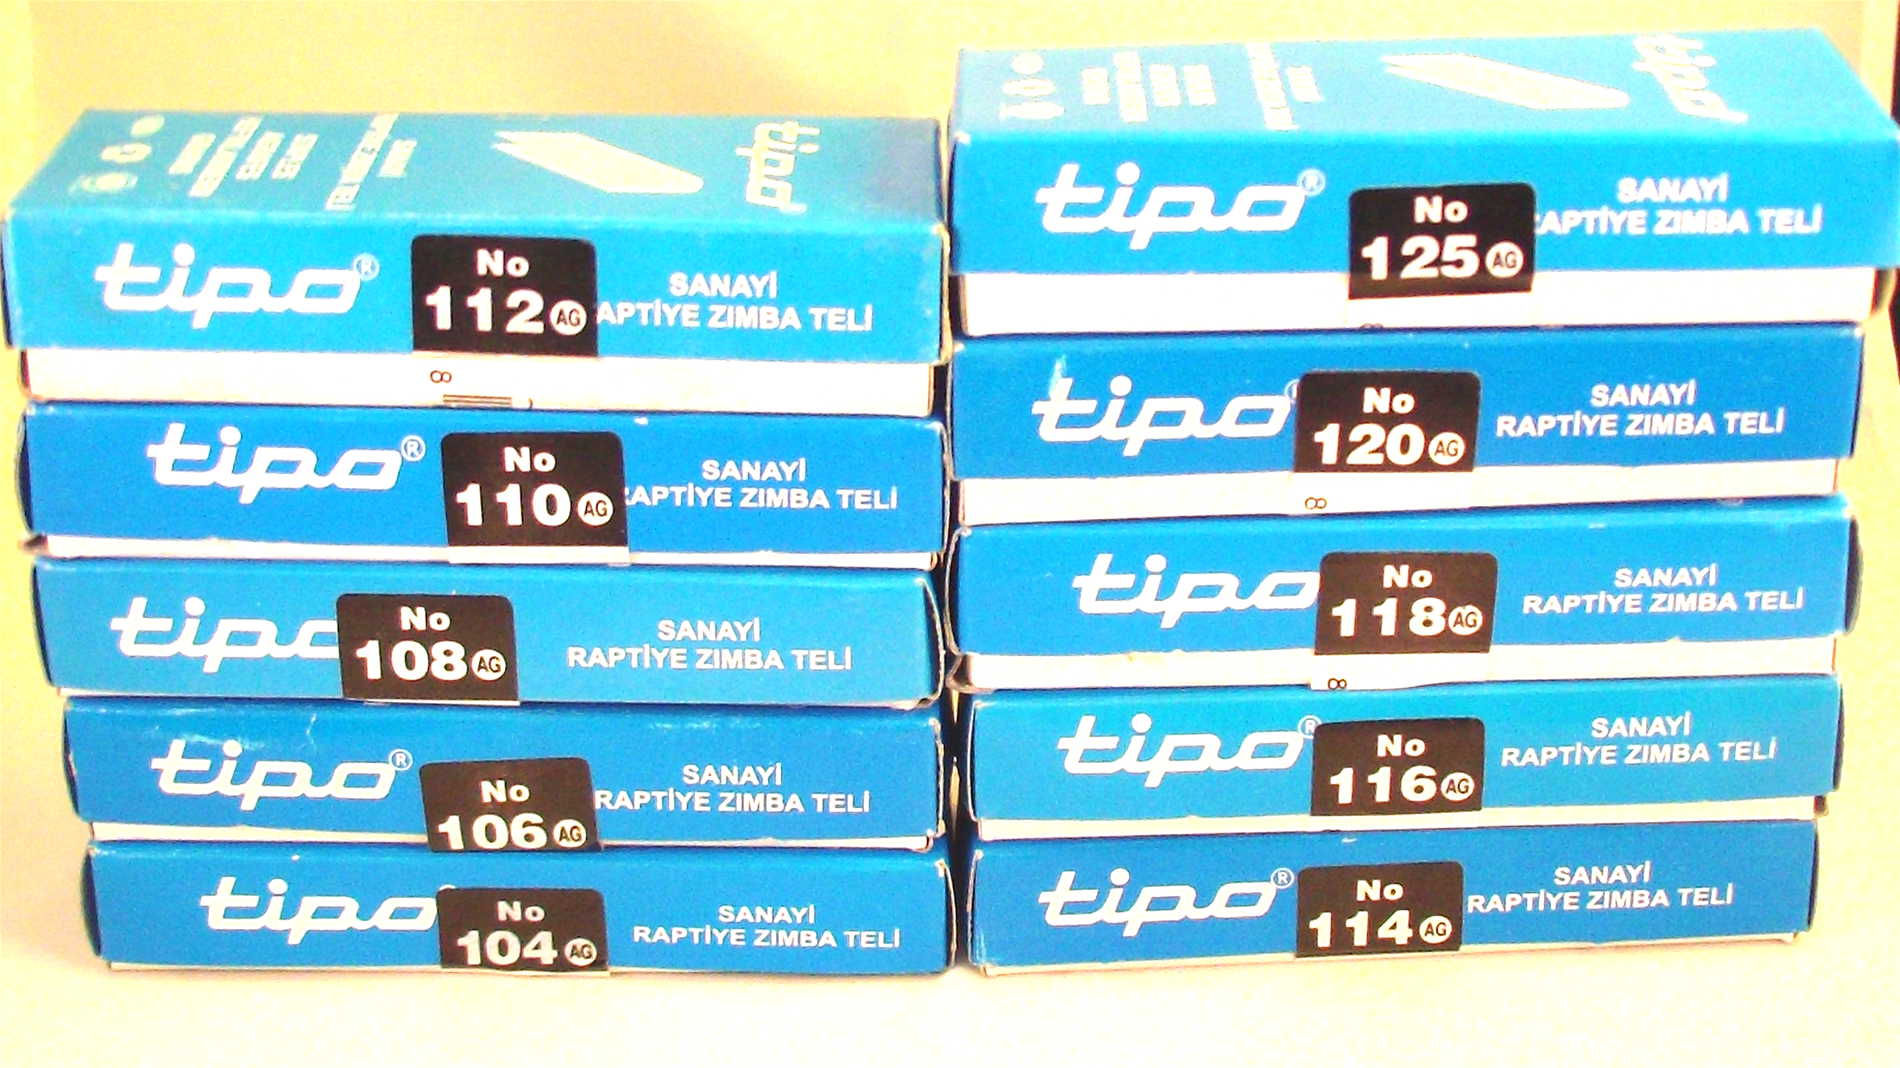 tipo®
No
112 AG
SANAYİ
APTİYE ZIMBA TELİ
tipo®
No
110 AG
SANAYİ
RAPTİYE ZIMBA TELİ
tipo
No
108 AG
SANAYİ
RAPTİYE ZIMBA TELİ
tipo®
No
106 AG
SANAYİ
RAPTİYE ZIMBA TELİ
tipo
No
104 AG
SANAYİ
RAPTİYE ZIMBA TELİ
tipo
tipo®
No
125 AG
SANAYİ
APTİYE ZIMBA TELİ
tipo
No
120 AG
SANAYİ
RAPTİYE ZIMBA TELİ
tipo
No
118 AG
SANAYİ
RAPTİYE ZIMBA TELİ
tipo®
No
116 AG
SANAYİ
RAPTİYE ZIMBA TELİ
tipo®
No
114 AG
SANAYİ
RAPTİYE ZIMBA TELİ
tipo